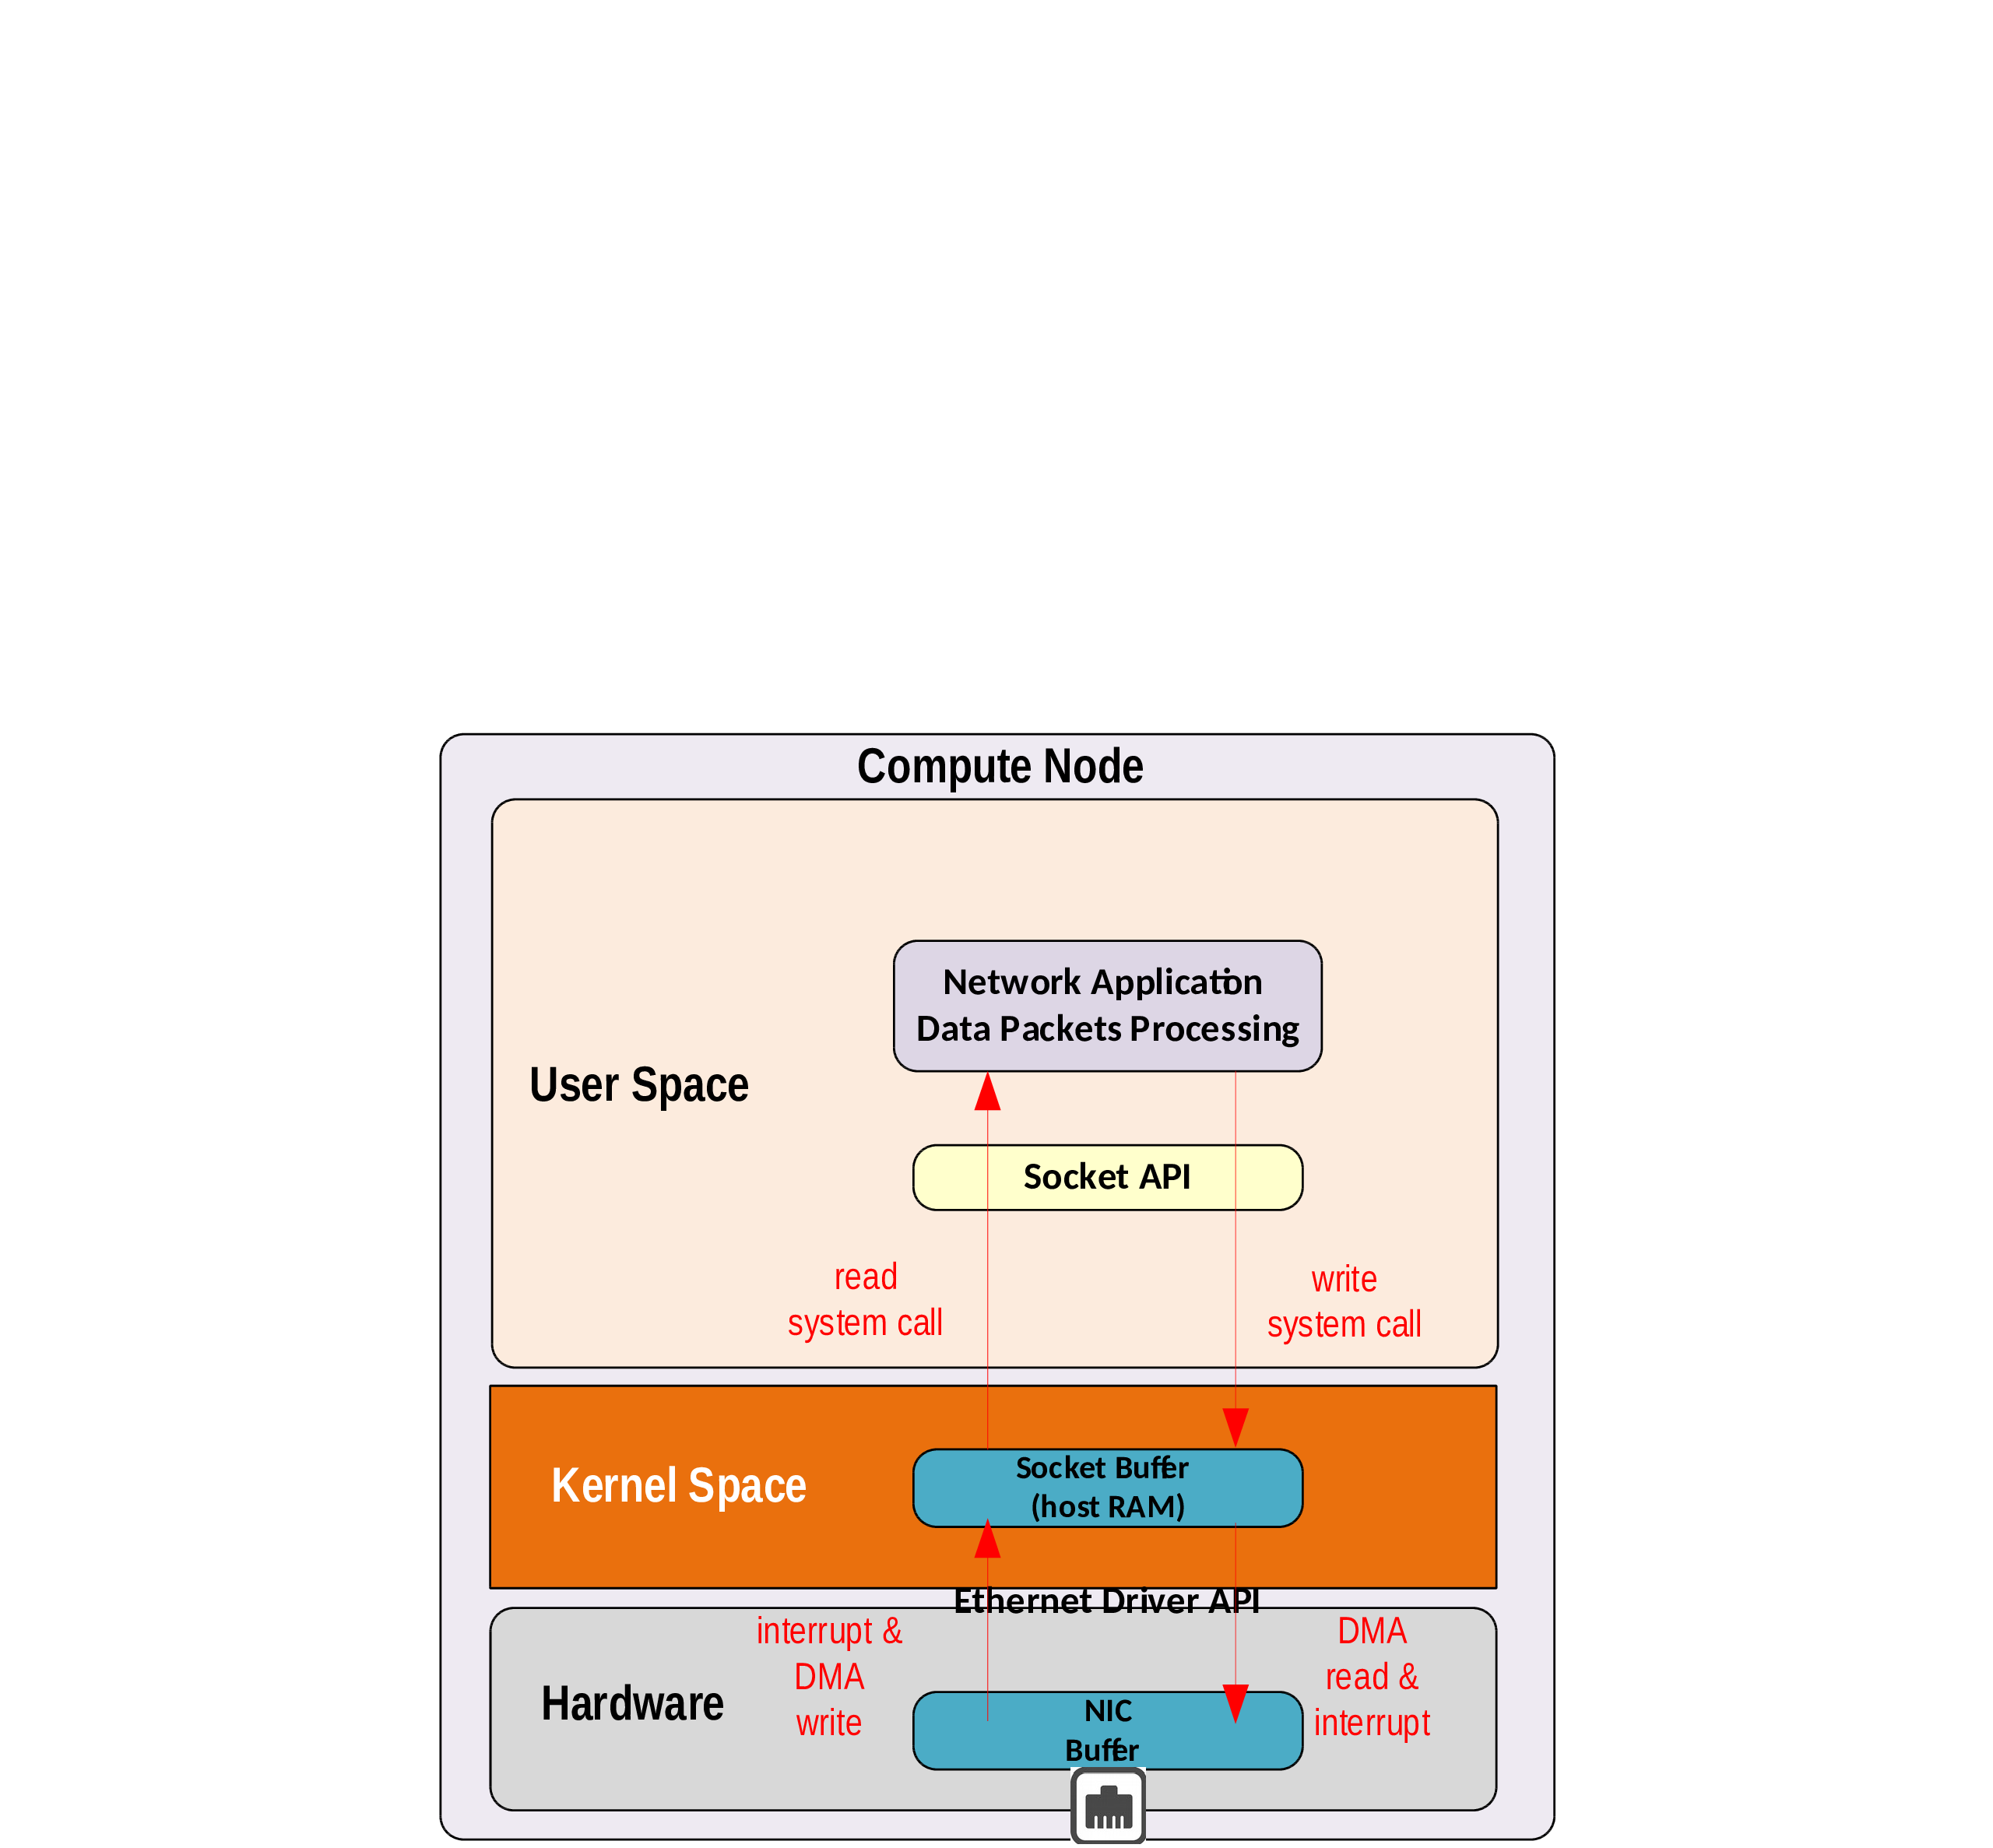 Compute Node
Network Application
Data Packets Processing
User Space
Socket API
read
system call
write
system call
Socket Buffer
(host RAM)
Kernel Space
Ethernet Driver API
interrupt &
DMA
write
DMA
read &
interrupt
Hardware
NIC
Buffer